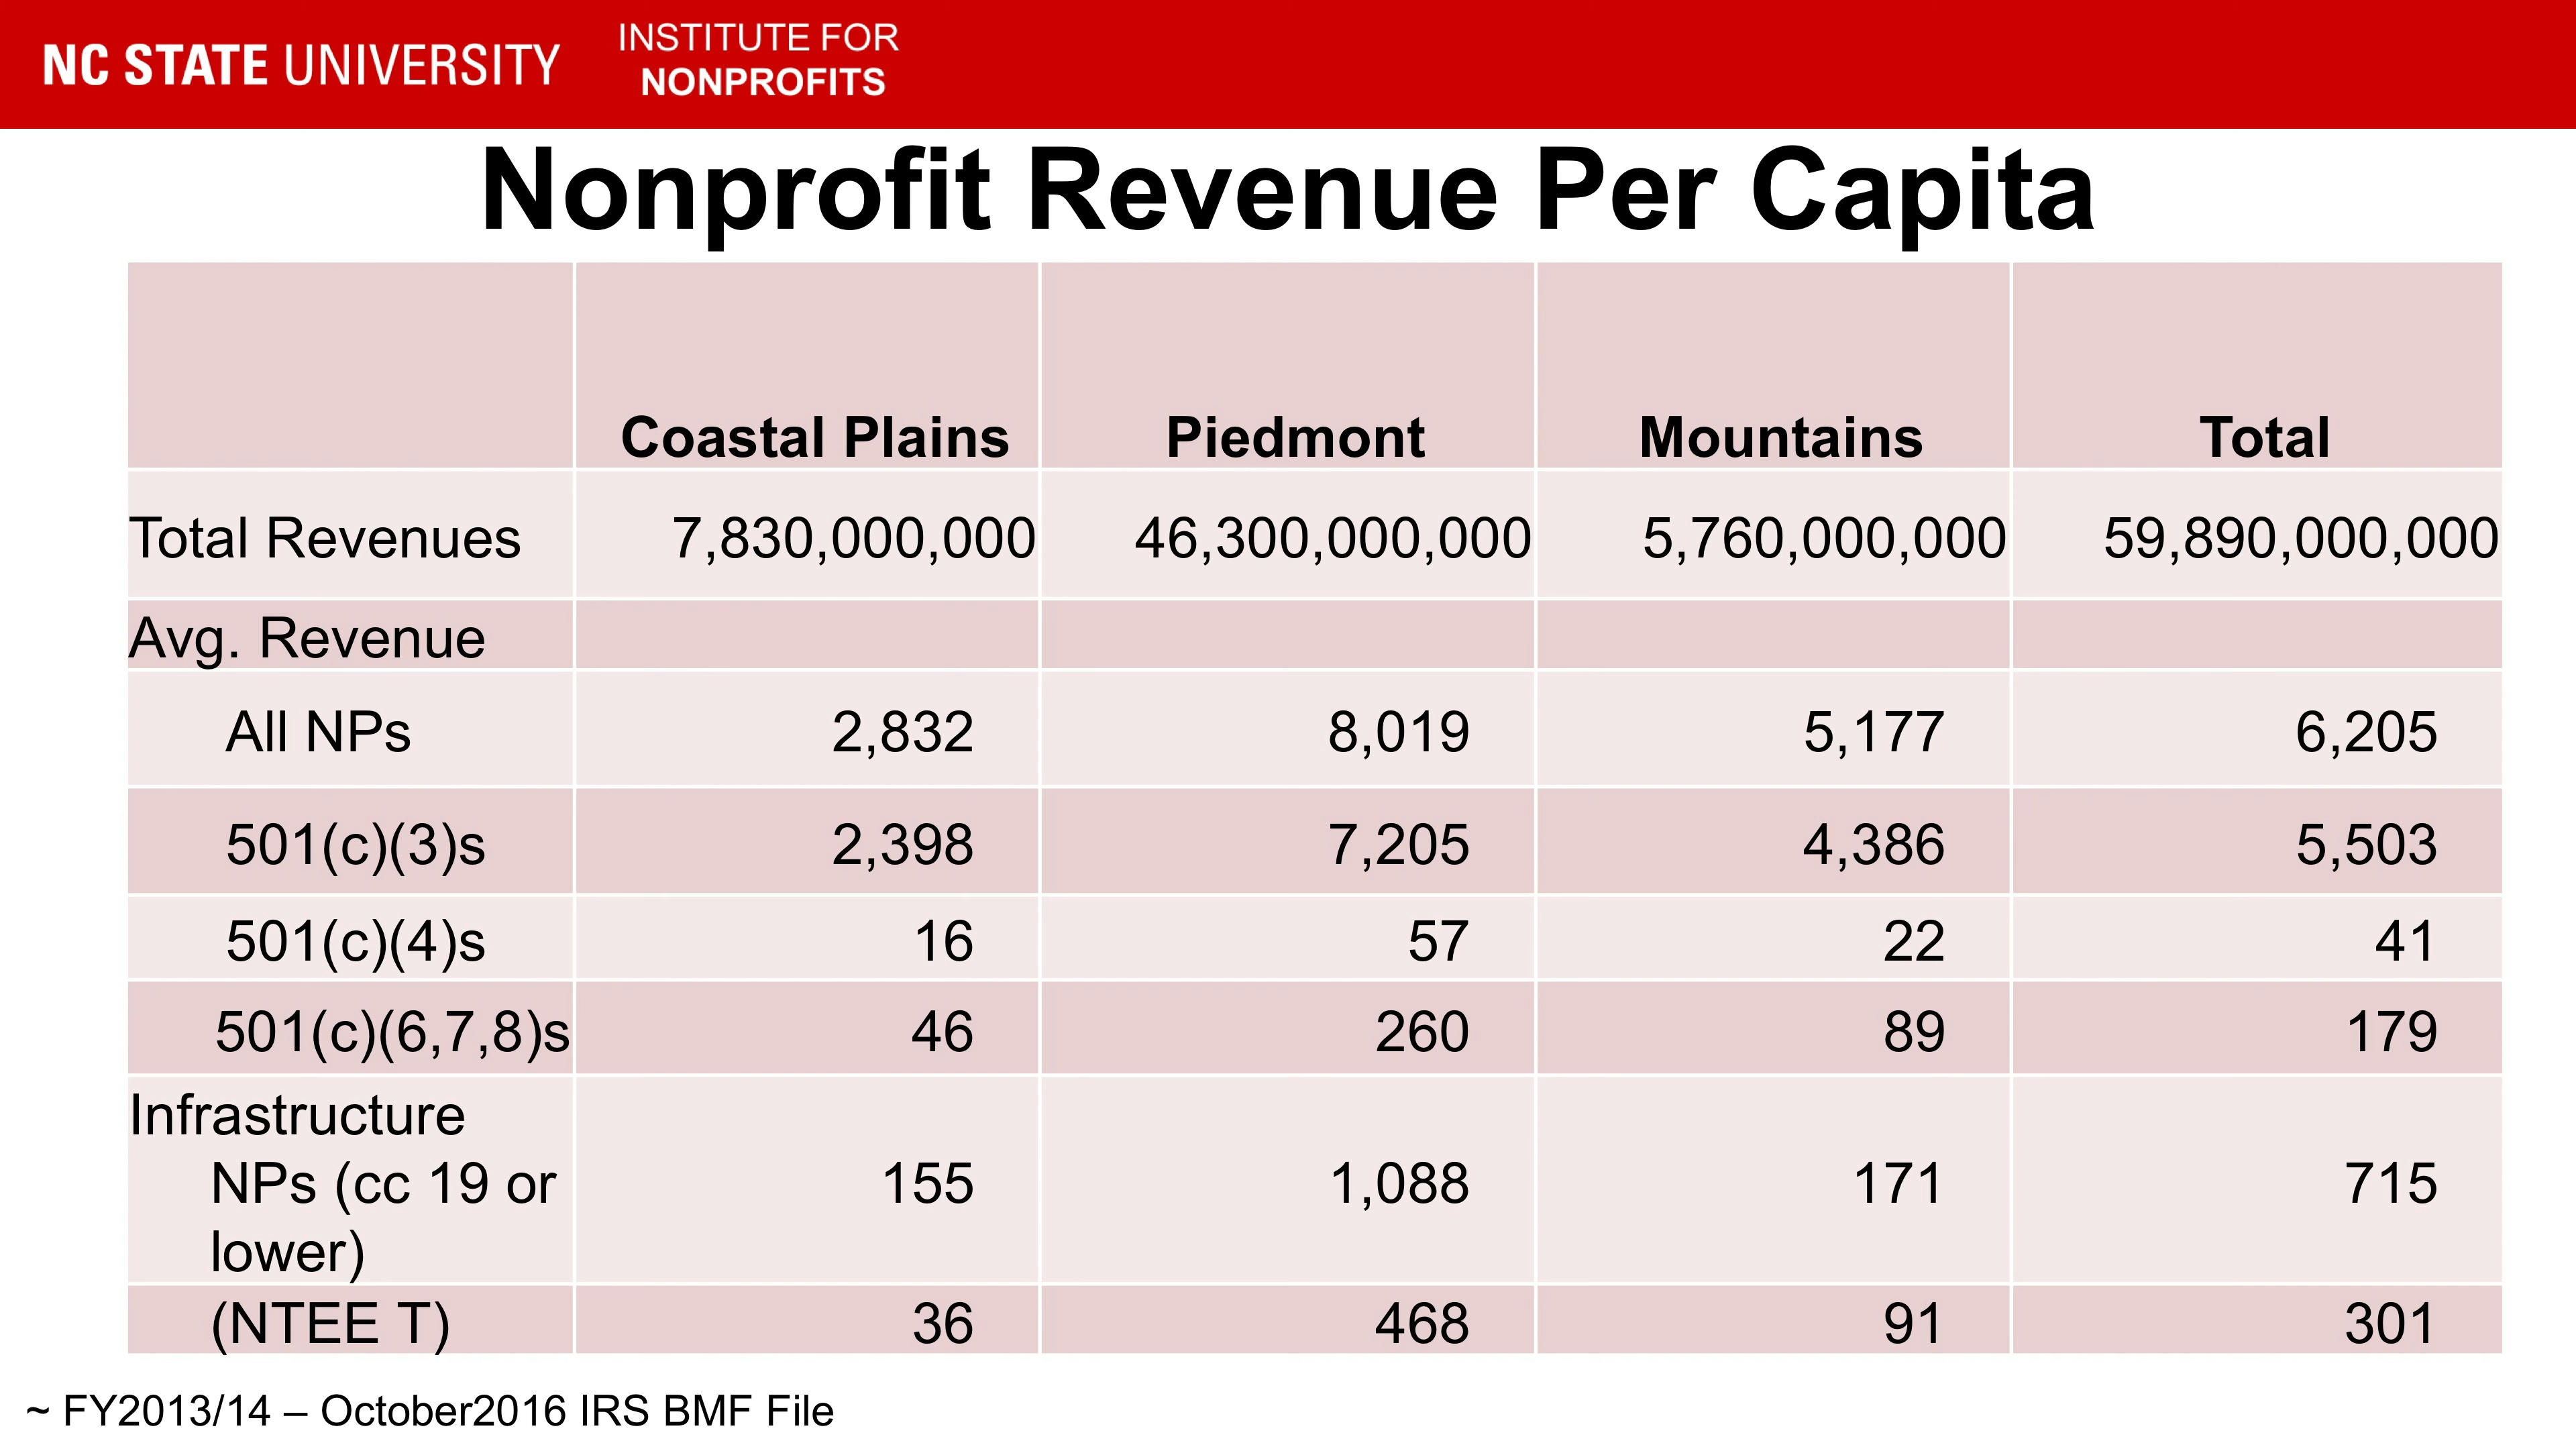 NC STATE UNIVERSITY
INSTITUTE FOR
NONPROFITS
Nonprofit Revenue Per Capita
Coastal Plains Piedmont Mountains Total
Total Revenues 7,830,000,000 46,300,000,000 5,760,000,000 59,890,000,000
Avg. Revenue
All NPs 2,832 8,019 5,177 6,205
501(c)(3)s 2,398 7,205 4,386 5,503
501(c)(4)s 16 57 22 41
501(c)(6,7,8)s 46 260 89 179
Infrastructure
NPs (cc 19 or 155 1,088 171 715
lower)
(NTEE T) 36 468 91 301
~ FY2013/14 – October2016 IRS BMF File